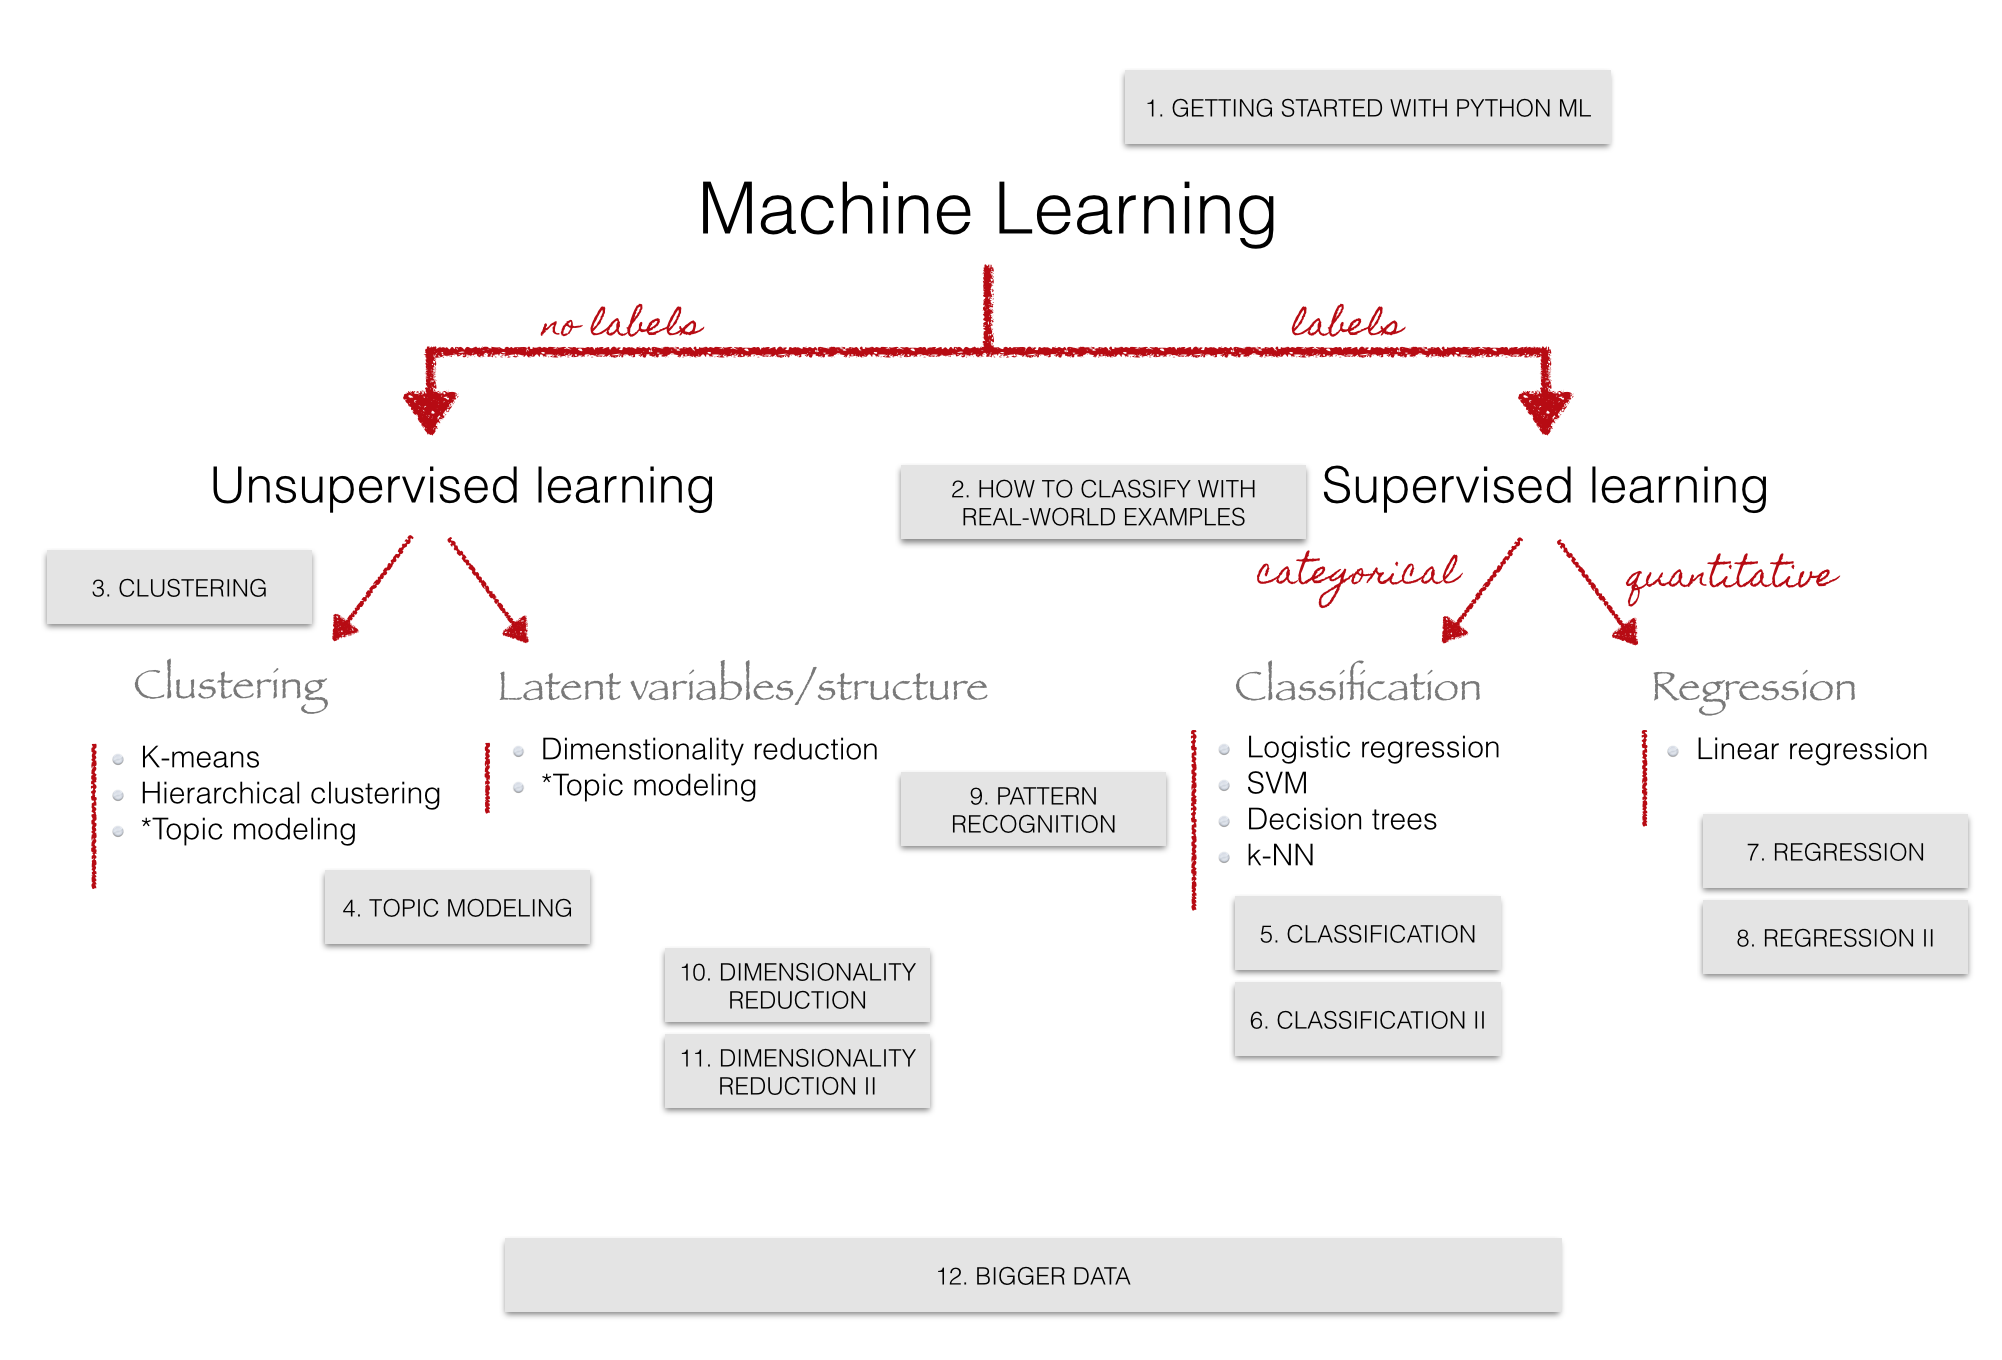 1. GETTING STARTED WITH PYTHON ML
Machine Learning
no labels
labels
Unsupervised learning
2. HOW TO CLASSIFY WITH
REAL-WORLD EXAMPLES
Supervised learning
categorical
quantitative
3. CLUSTERING
Clustering
K-means
Hierarchical clustering
*Topic modeling
Latent variables/structure
Dimenstionality reduction
*Topic modeling
4. TOPIC MODELING
9. PATTERN
RECOGNITION
10. DIMENSIONALITY
REDUCTION
11. DIMENSIONALITY
REDUCTION II
Classification
Logistic regression
SVM
Decision trees
k-NN
5. CLASSIFICATION
6. CLASSIFICATION II
Regression
Linear regression
7. REGRESSION
8. REGRESSION II
12. BIGGER DATA